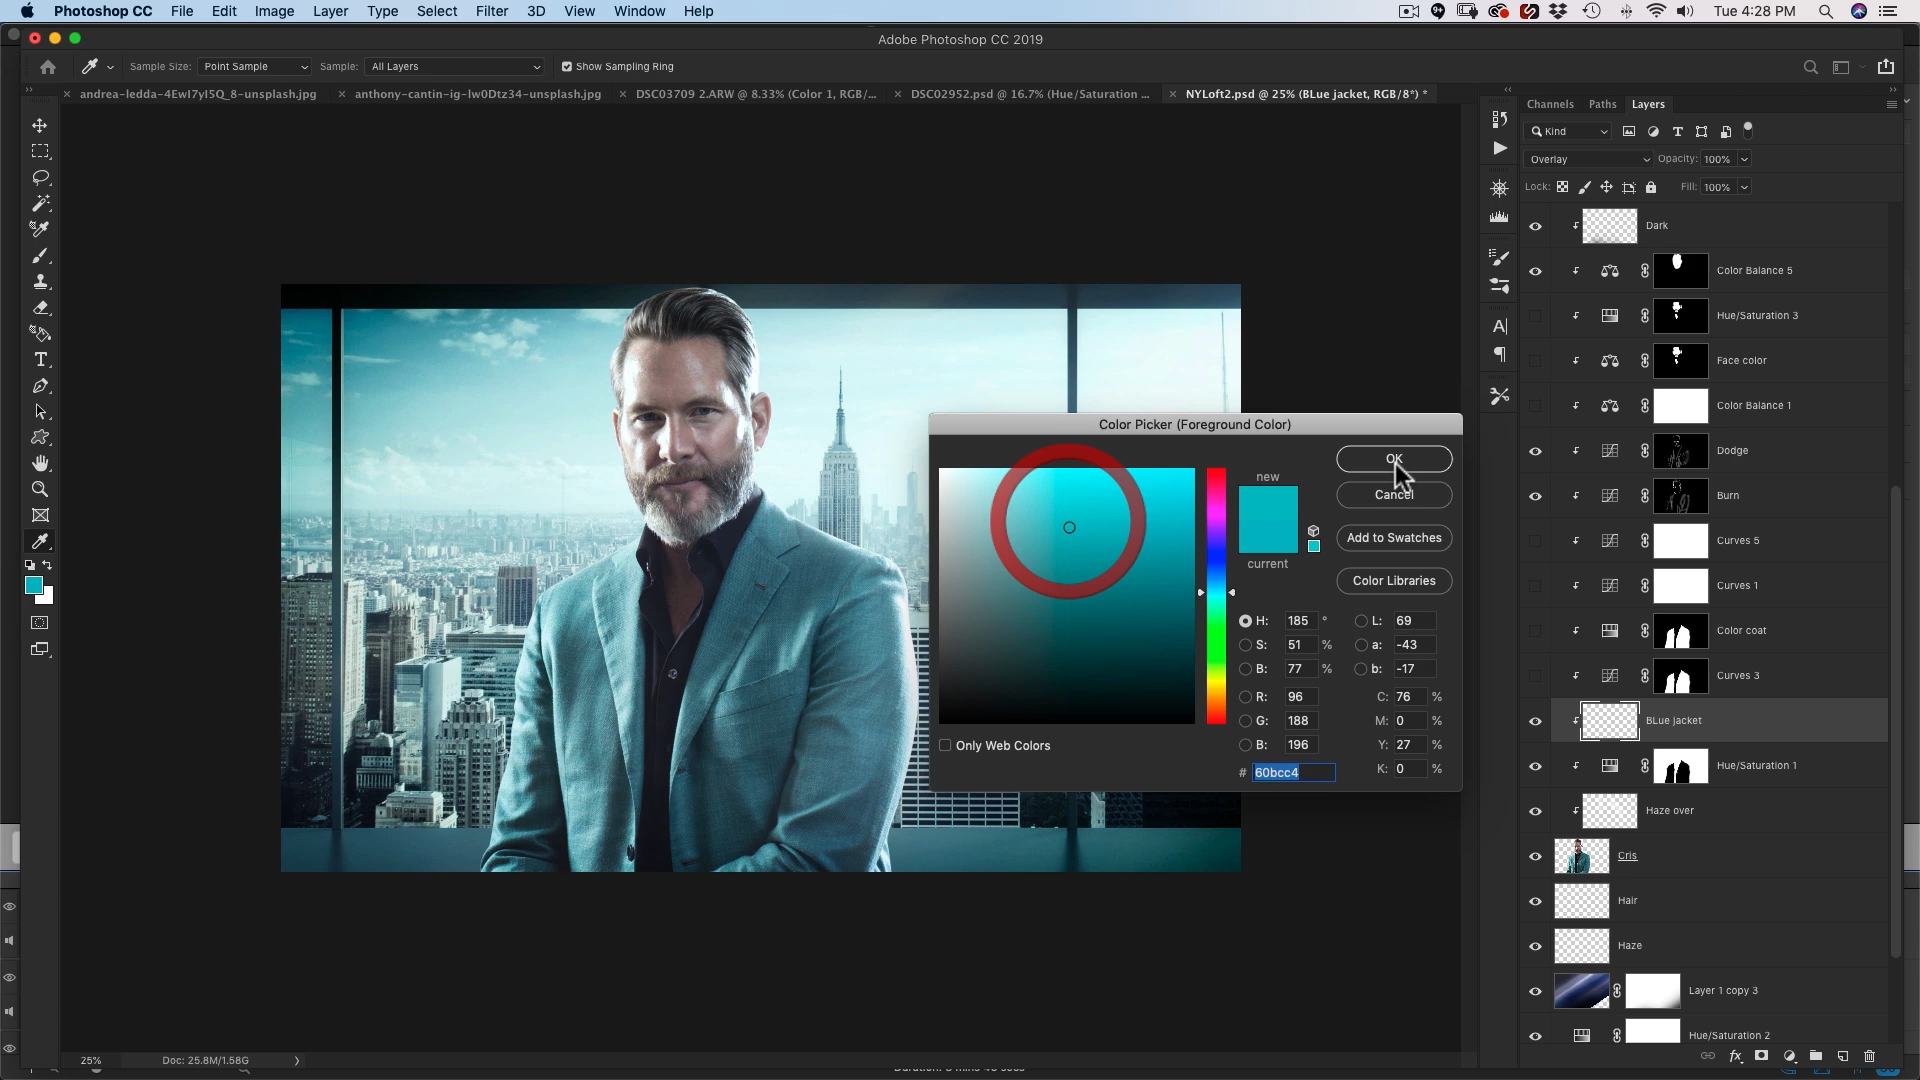 Photoshop CC File Edit Image Layer Type Select Filter 3D View Window Help
9+
Tue 4:28 PM
Adobe Photoshop CC 2019
Sample Size: Point Sample Sample: All Layers Show Sampling Ring
andrea-ledda-4EwI7yI5Q_8-unsplash.jpg
anthony-cantin-ig-lw0Dtz34-unsplash.jpg
DSC03709 2.ARW @ 8.33% (Color 1, RGB/...
DSC02952.psd @ 16.7% (Hue/Saturation ...
NYLoft2.psd @ 25% (BLue jacket, RGB/8*) *
Channels Paths Layers
Kind
Overlay Opacity: 100%
Lock: Fill: 100%
Dark
Color Balance 5
Hue/Saturation 3
Face color
Color Balance 1
Dodge
Burn
Curves 5
Curves 1
Color coat
Curves 3
BLue jacket
Hue/Saturation 1
Haze over
Cris
Hair
Haze
Layer 1 copy 3
Hue/Saturation 2
Color Picker (Foreground Color)
new
current
OK
Cancel
Add to Swatches
Color Libraries
H: 185 ° L: 69
S: 51 % a: -43
B: 77 % b: -17
R: 96 C: 76 %
G: 188 M: 0 %
B: 196 Y: 27 %
# 60bcc4 K: 0 %
Only Web Colors
25% Doc: 25.8M/1.58G